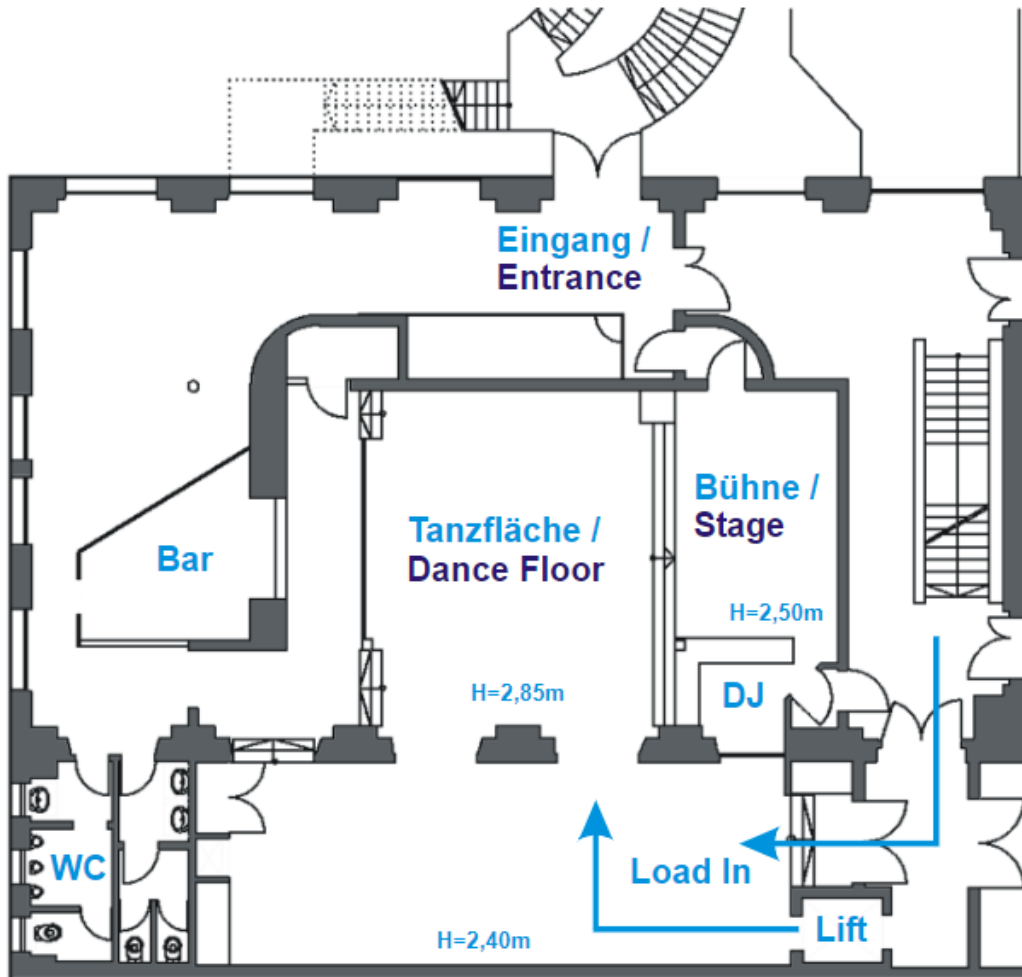 Eingang /
Entrance
Bühne /
Stage
Tanzfläche /
Dance Floor
Bar
H=2,50m
H=2,85m
DJ
WC
Load In
Lift
H=2,40m